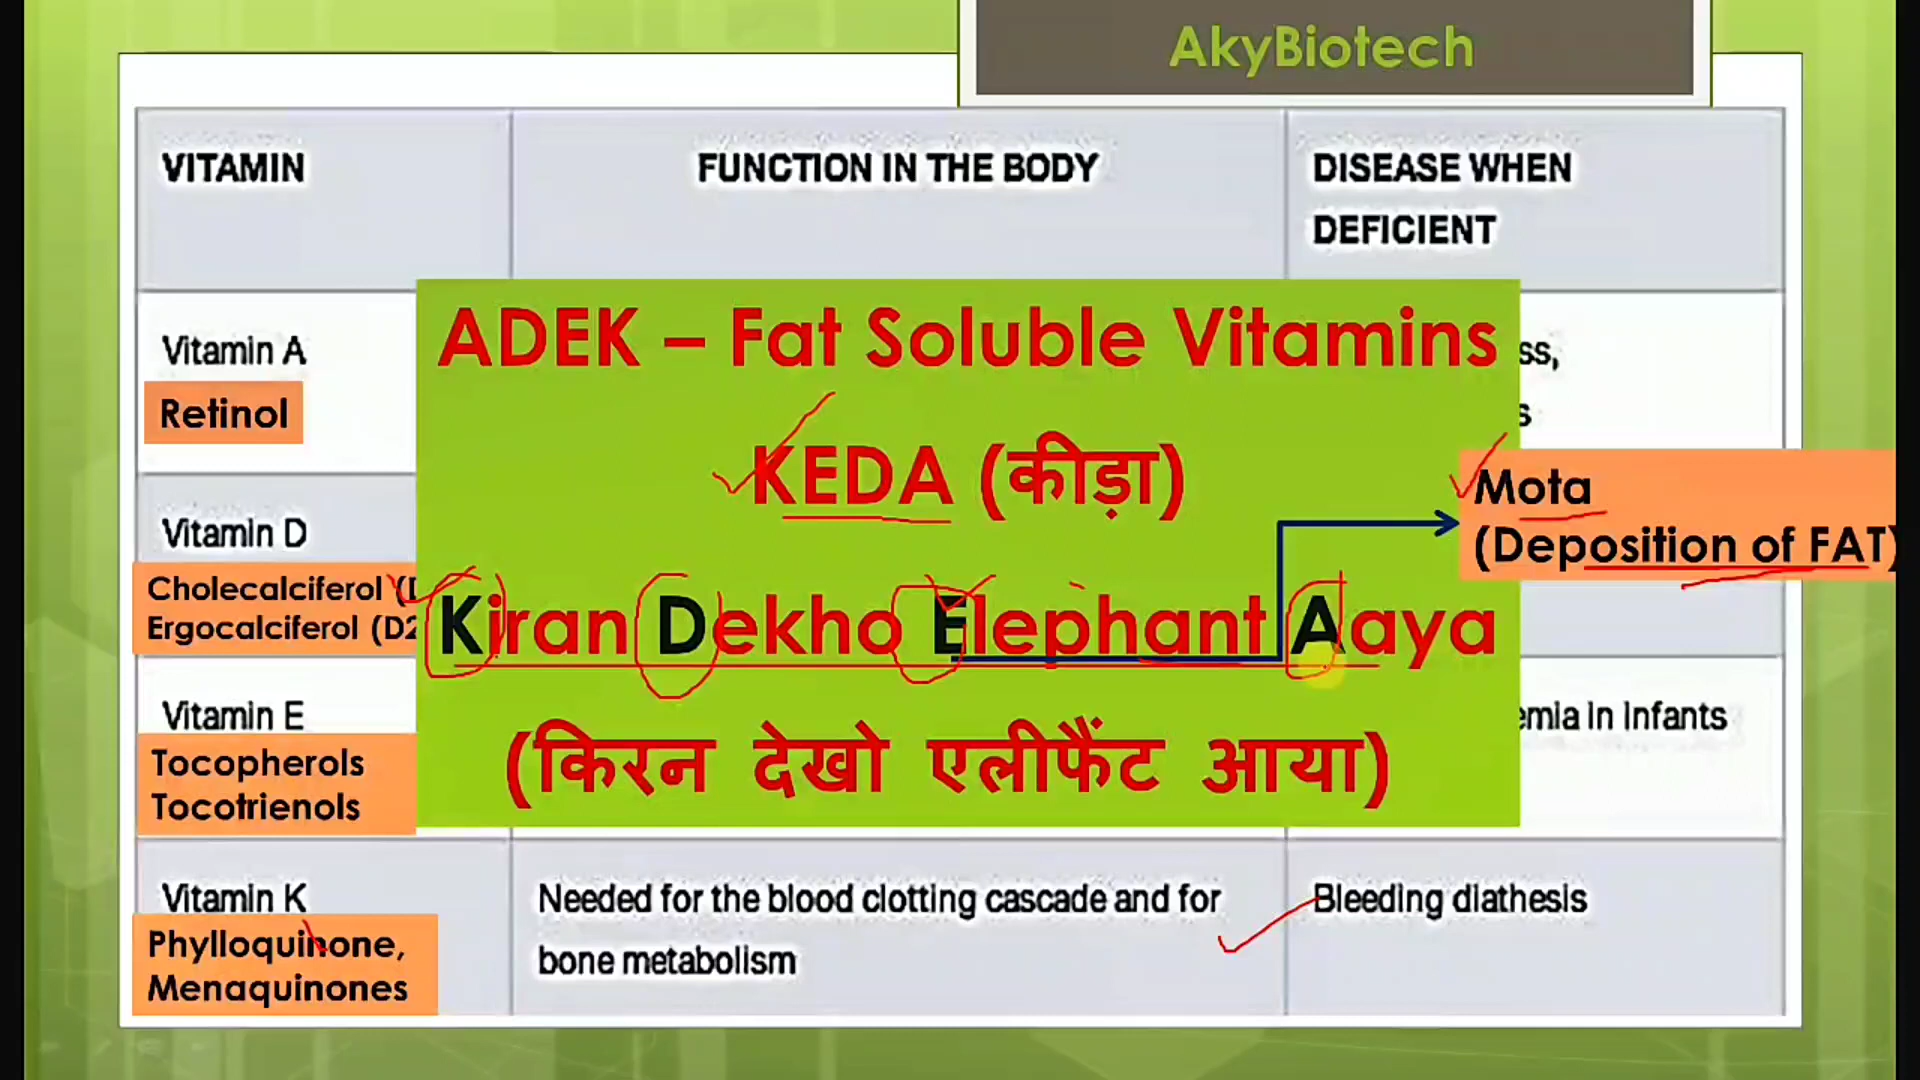 AkyBiotech
VITAMIN
FUNCTION IN THE BODY
DISEASE WHEN
DEFICIENT
ADEK – Fat Soluble Vitamins
KEDA (कीड़ा)
Kiran Dekho Elephant Aaya
(किरन देखो एलीफैंट आया)
Mota
(Deposition of FAT)
Vitamin A
Retinol
Vitamin D
Cholecalciferol
Ergocalciferol (D2
Vitamin E
Tocopherols
Tocotrienols
in infants
Vitamin K
Phylloquinone,
Menaquinones
Needed for the blood clotting cascade and for
bone metabolism
Bleeding diathesis